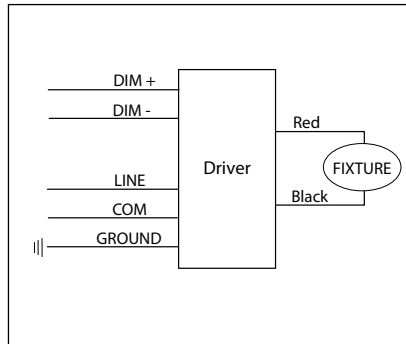 DIM +
DIM -
LINE
COM
GROUND
Driver
Red
FIXTURE
Black